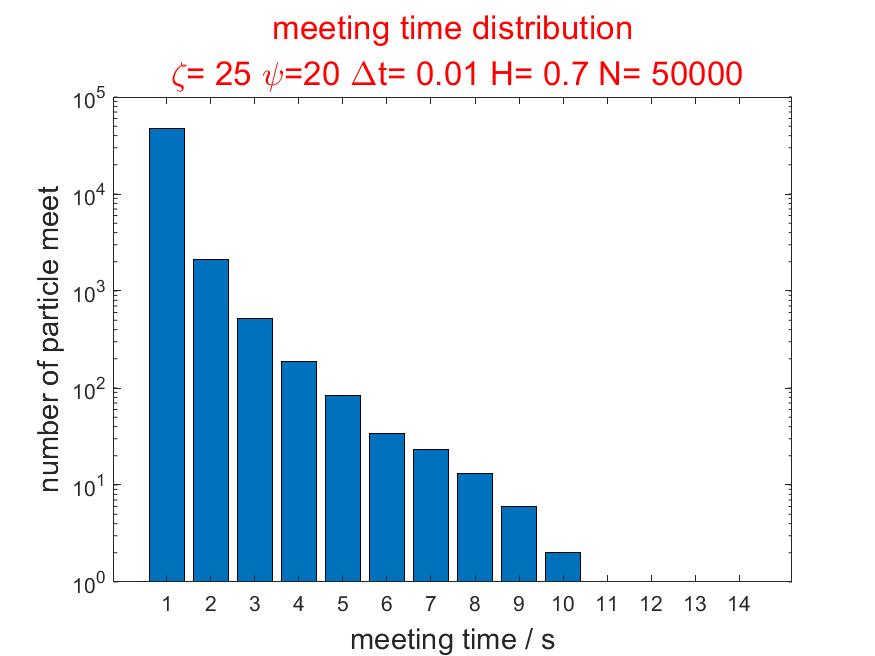 meeting time distribution
ζ= 25 ψ=20 Δt= 0.01 H= 0.7 N= 50000
number of particle meet
10^5
10^4
10^3
10^2
10^1
10^0
1 2 3 4 5 6 7 8 9 10 11 12 13 14
meeting time / s